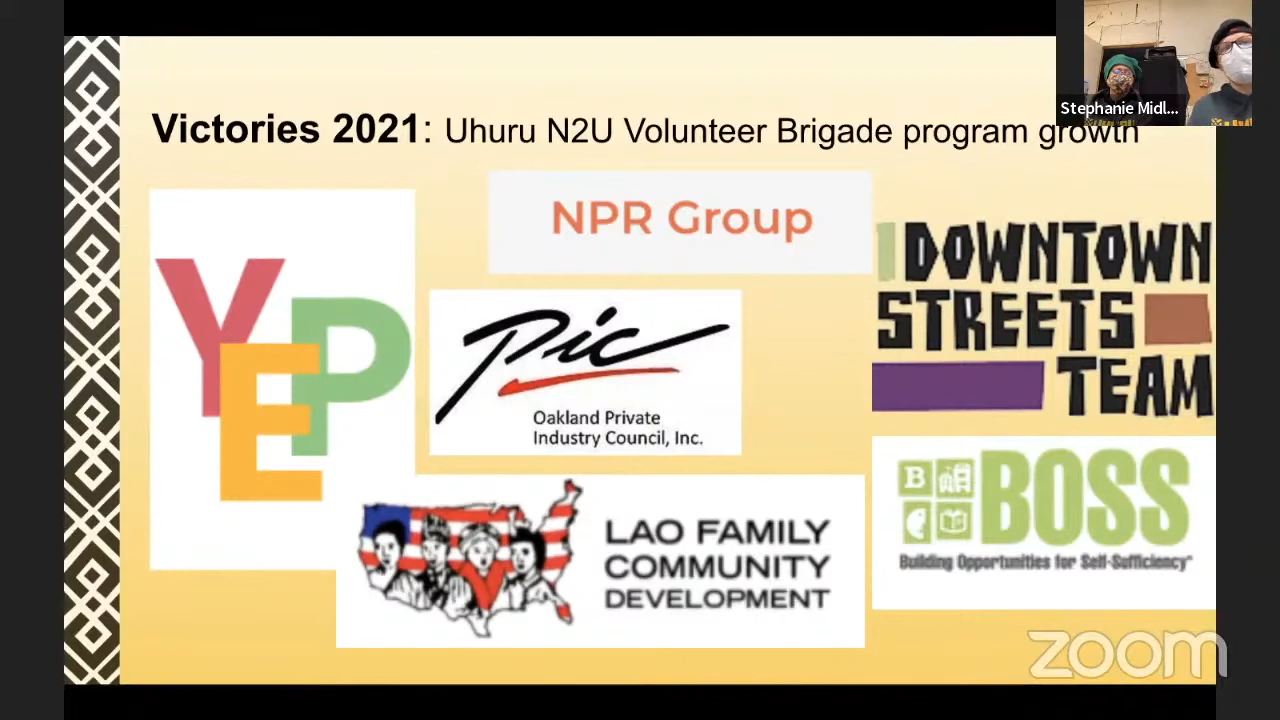 Stephanie Midl...
Victories 2021: Uhuru N2U Volunteer Brigade program growth
YEP
NPR Group
DOWNTOWN
STREETS
TEAM
Pic
Oakland Private
Industry Council, Inc.
B
BOSS
Building Opportunities for Self-Sufficiency™
LAO FAMILY
COMMUNITY
DEVELOPMENT
zoom